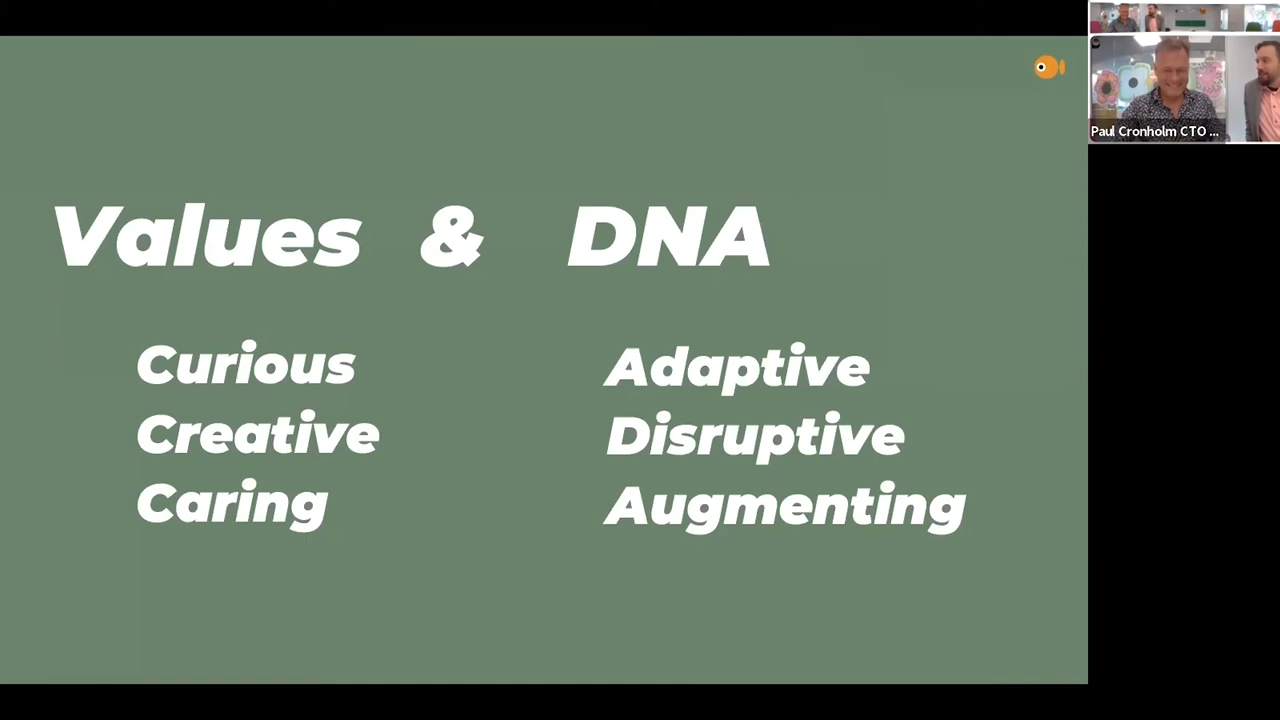 Values & DNA
Curious
Creative
Caring
Adaptive
Disruptive
Augmenting
Paul Cronholm CTO ...